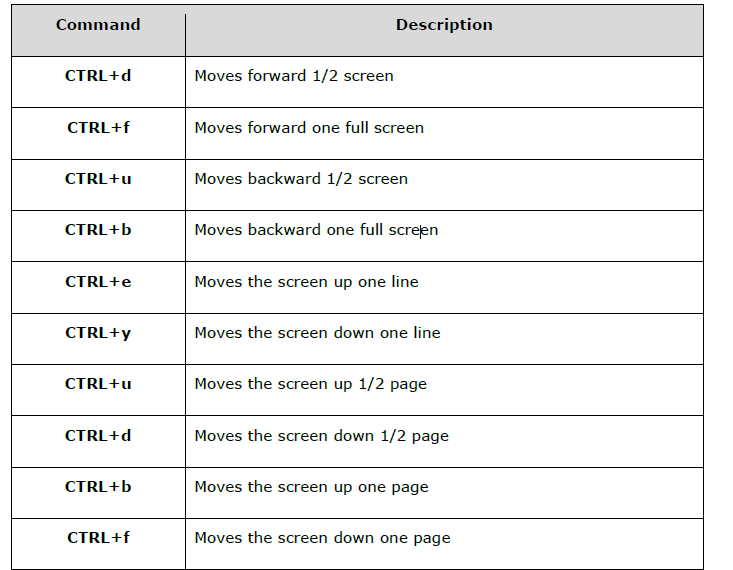 Command Description
CTRL+d Moves forward 1/2 screen
CTRL+f Moves forward one full screen
CTRL+u Moves backward 1/2 screen
CTRL+b Moves backward one full screen
CTRL+e Moves the screen up one line
CTRL+y Moves the screen down one line
CTRL+u Moves the screen up 1/2 page
CTRL+d Moves the screen down 1/2 page
CTRL+b Moves the screen up one page
CTRL+f Moves the screen down one page